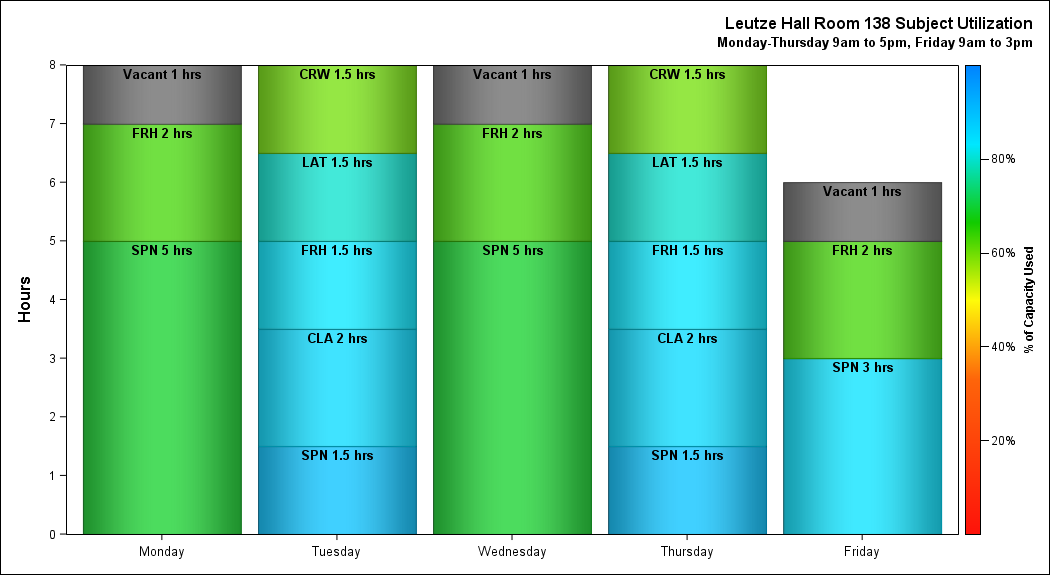 Leutze Hall Room 138 Subject Utilization
Monday-Thursday 9am to 5pm, Friday 9am to 3pm
Hours
8
7
6
5
4
3
2
1
0
Vacant 1 hrs
FRH 2 hrs
SPN 5 hrs
CRW 1.5 hrs
LAT 1.5 hrs
FRH 1.5 hrs
CLA 2 hrs
SPN 1.5 hrs
Vacant 1 hrs
FRH 2 hrs
SPN 5 hrs
CRW 1.5 hrs
LAT 1.5 hrs
FRH 1.5 hrs
CLA 2 hrs
SPN 1.5 hrs
Vacant 1 hrs
FRH 2 hrs
SPN 3 hrs
Monday
Tuesday
Wednesday
Thursday
Friday
80%
60%
40%
20%
% of Capacity Used